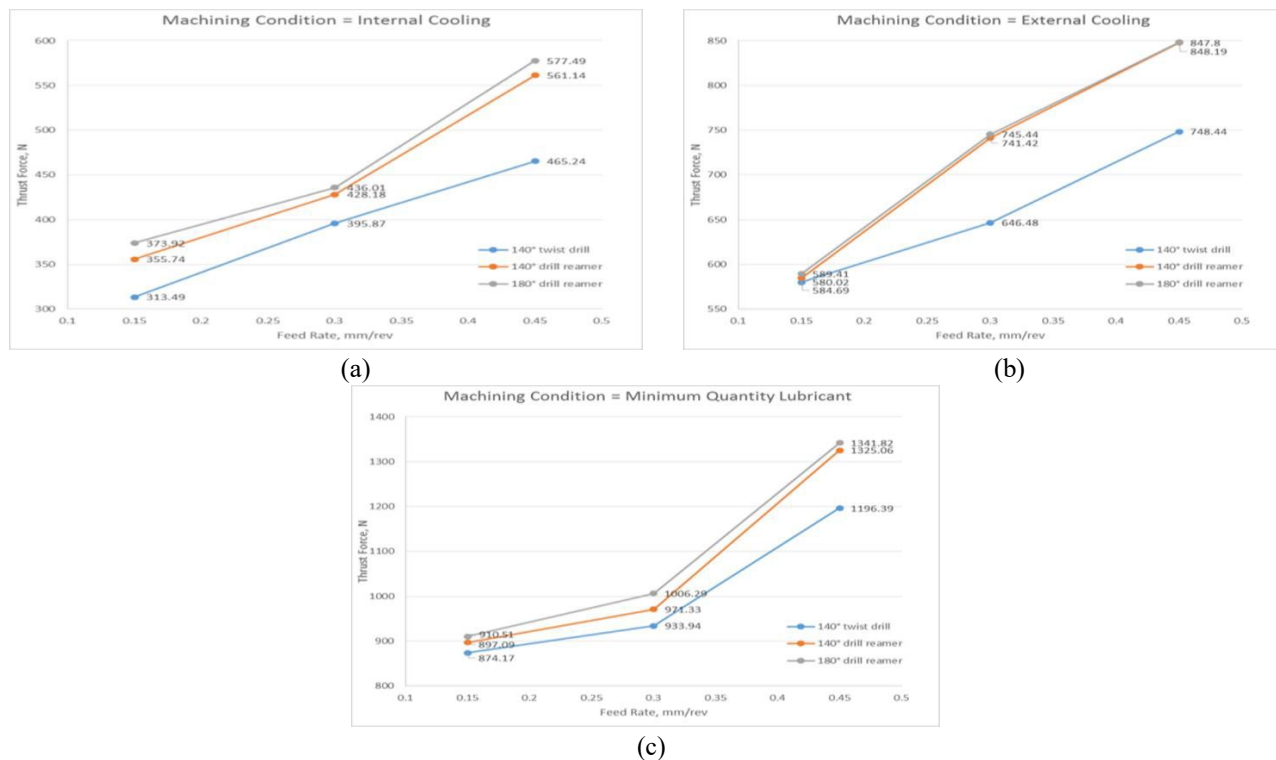 Machining Condition = Internal Cooling
600
550
500
450
400
350
300
Thrust Force, N
577.49
561.14
465.24
436.01
428.18
395.87
373.92
355.74
313.49
140° twist drill
140° drill reamer
180° drill reamer
0.1 0.15 0.2 0.25 0.3 0.35 0.4 0.45 0.5
Feed Rate, mm/rev
(a)
Machining Condition = External Cooling
850
750
700
650
600
550
Thrust Force, N
847.8
848.19
748.44
745.44
741.42
646.48
589.41
580.02
584.69
140° twist drill
140° drill reamer
180° drill reamer
0.1 0.15 0.2 0.25 0.3 0.35 0.4 0.45 0.5
Feed Rate, mm/rev
(b)
Machining Condition = Minimum Quantity Lubricant
1400
1300
1200
1100
1000
900
800
Thrust Force, N
1341.82
1325.06
1196.39
1006.29
971.33
933.94
910.51
897.09
874.17
140° twist drill
140° drill reamer
180° drill reamer
0.1 0.15 0.2 0.25 0.3 0.35 0.4 0.45 0.5
Feed Rate, mm/rev
(c)